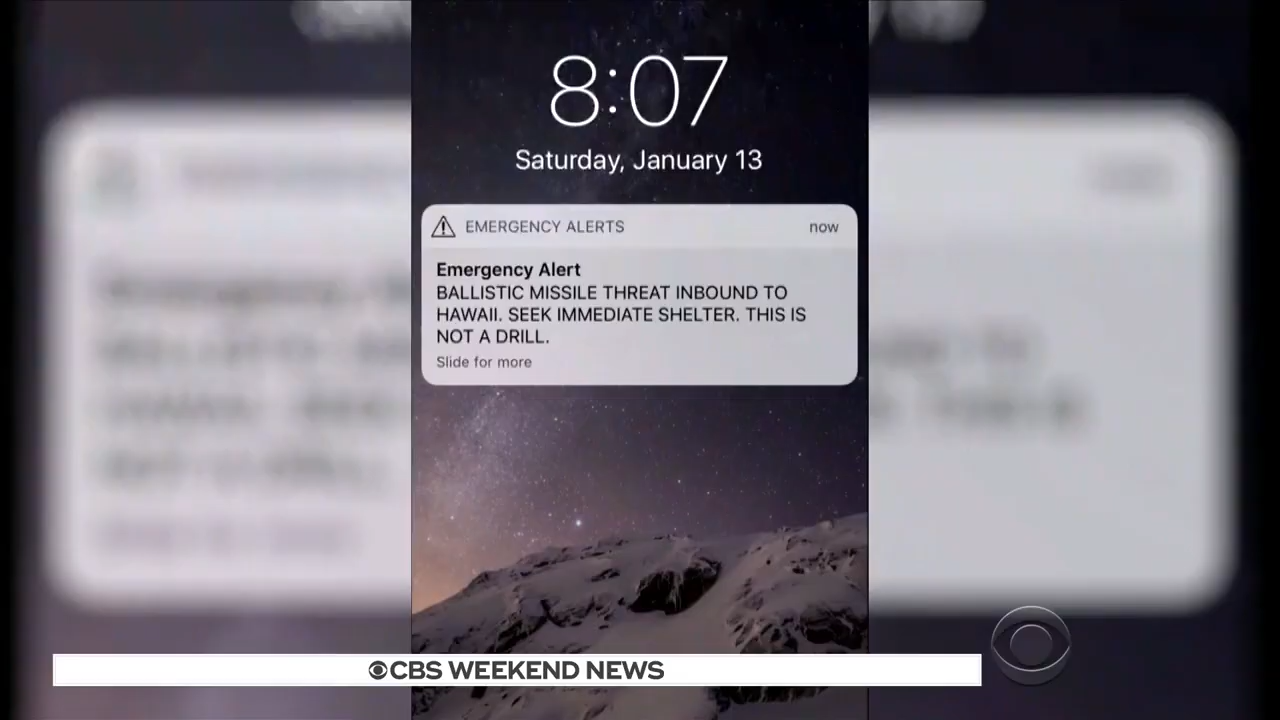 8:07
Saturday, January 13
EMERGENCY ALERTS now
Emergency Alert
BALLISTIC MISSILE THREAT INBOUND TO
HAWAII. SEEK IMMEDIATE SHELTER. THIS IS
NOT A DRILL.
Slide for more
CBS WEEKEND NEWS